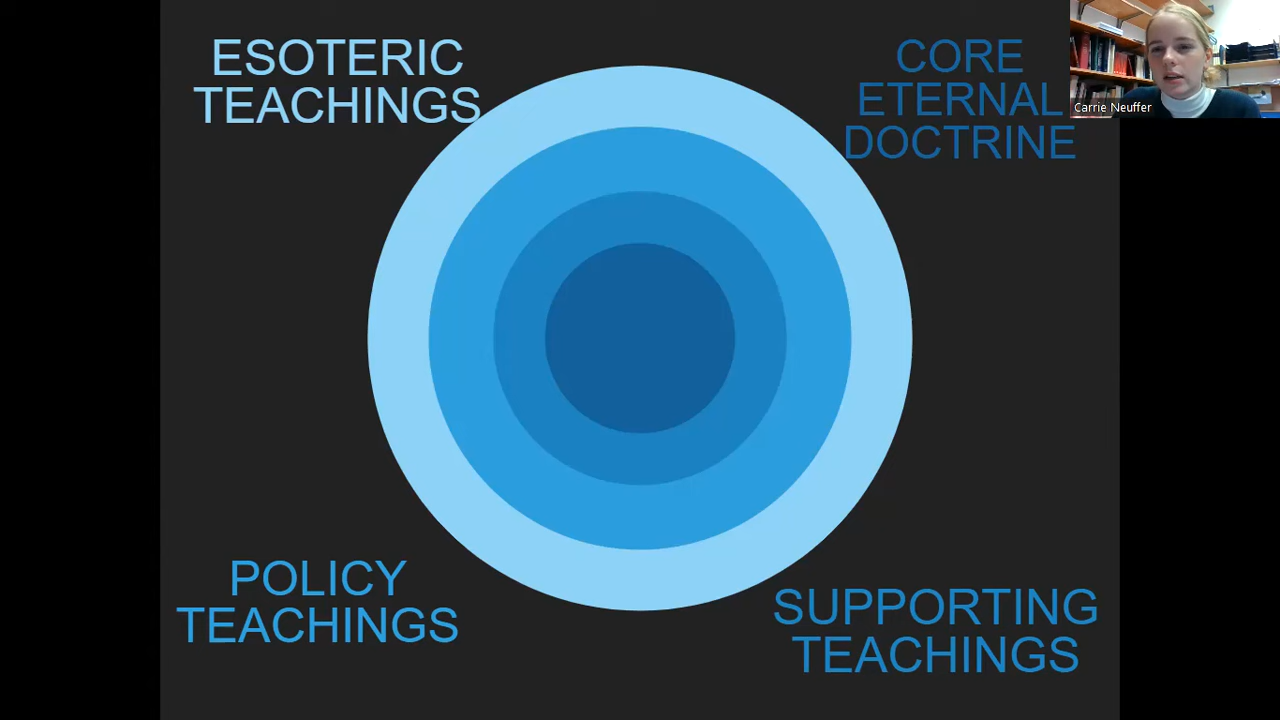 ESOTERIC
TEACHINGS
CORE
ETERNAL
DOCTRINE
Carrie Neuffer
POLICY
TEACHINGS
SUPPORTING
TEACHINGS